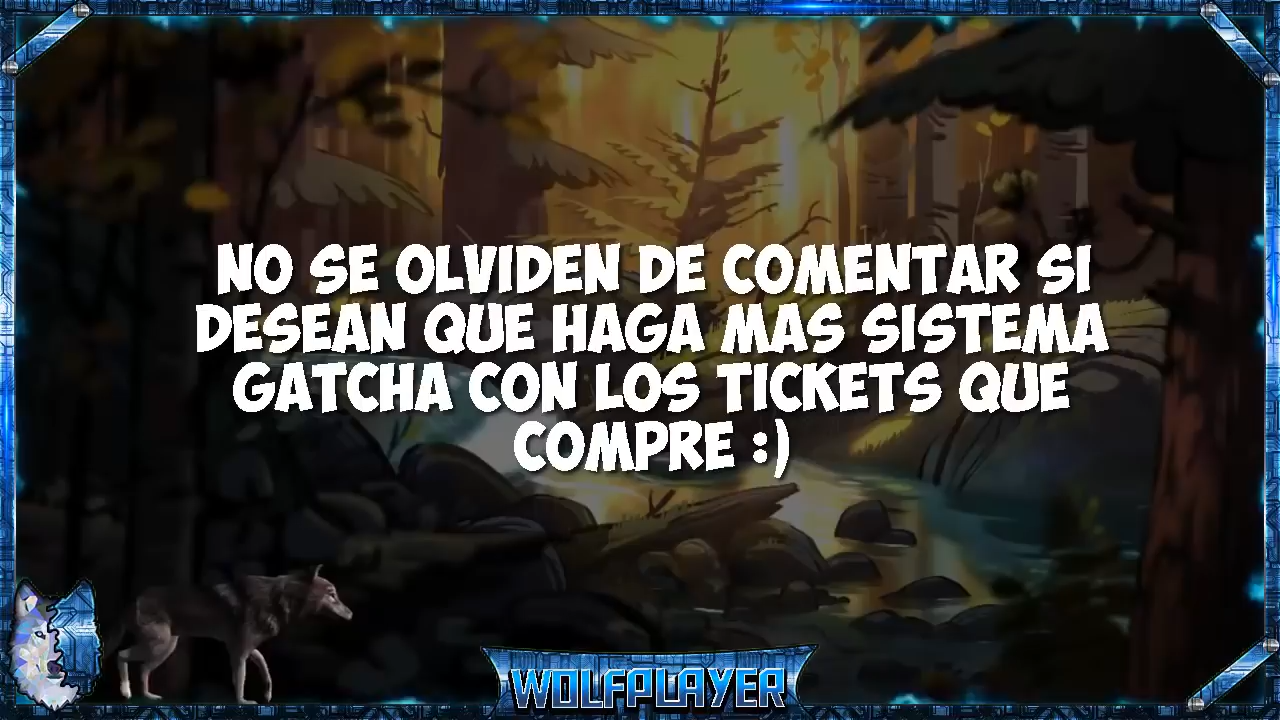 NO SE OLVIDEN DE COMENTAR SI
DESEAN QUE HAGA MAS SISTEMA
GATCHA CON LOS TICKETS QUE
COMPRE :)
WOLFPLAYER